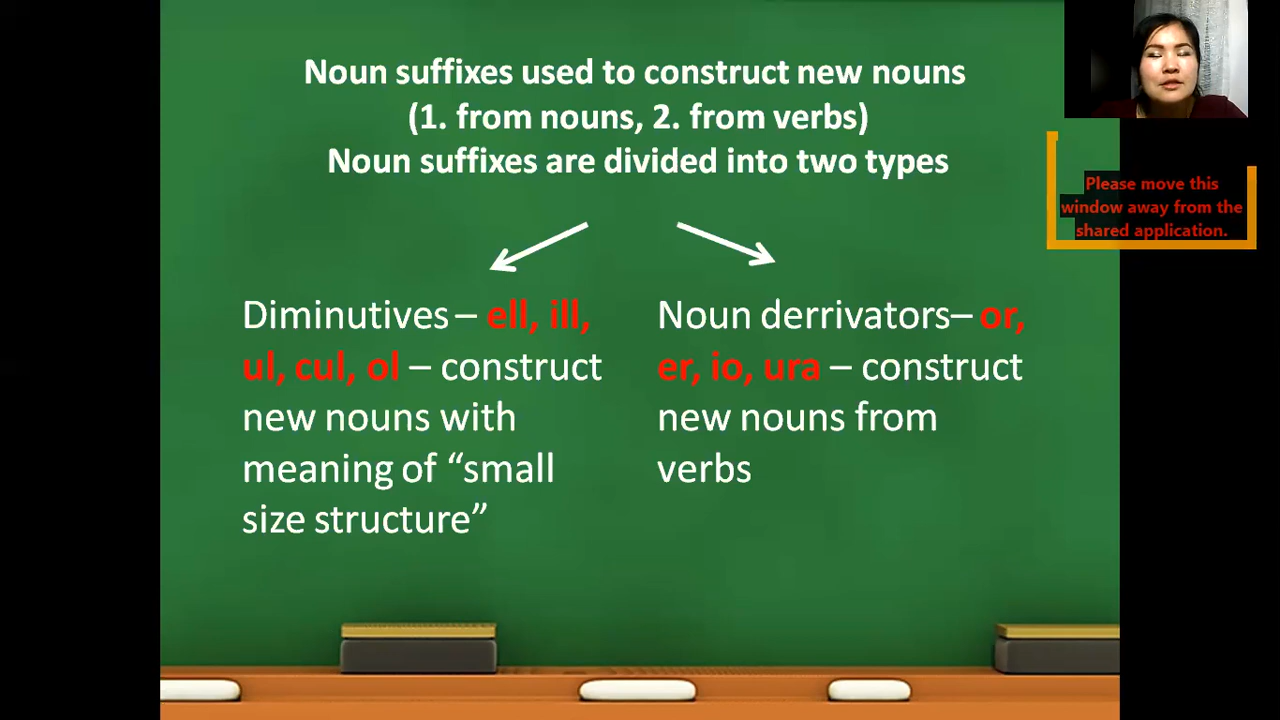 Noun suffixes used to construct new nouns
(1. from nouns, 2. from verbs)
Noun suffixes are divided into two types
Diminutives – ell, ill,
ul, cul, ol – construct
new nouns with
meaning of “small
size structure”
Noun derrivators– or,
er, io, ura – construct
new nouns from
verbs
Please move this
window away from the
shared application.